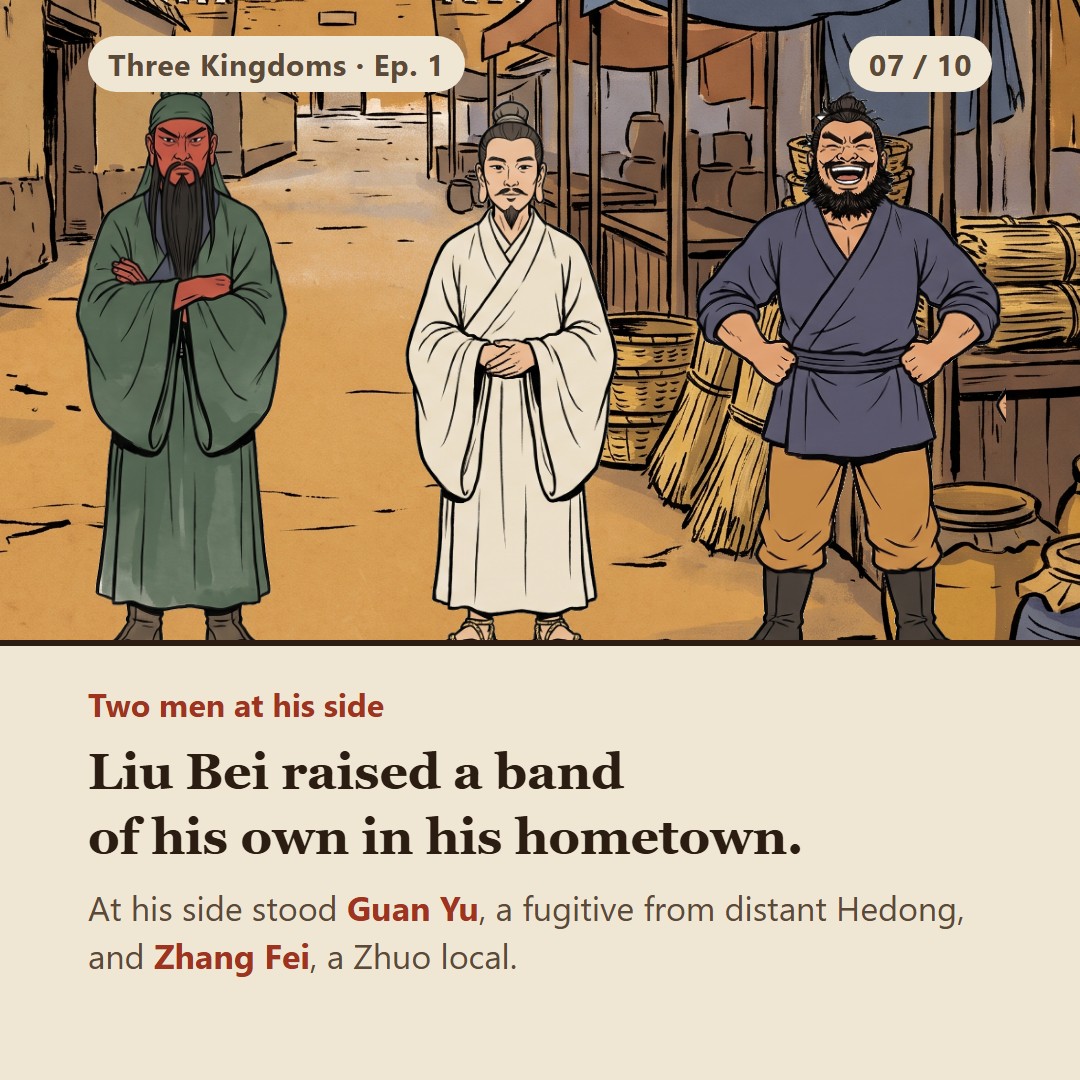 Three Kingdoms · Ep. 1
07 / 10
Two men at his side
Liu Bei raised a band
of his own in his hometown.
At his side stood Guan Yu, a fugitive from distant Hedong,
and Zhang Fei, a Zhuo local.